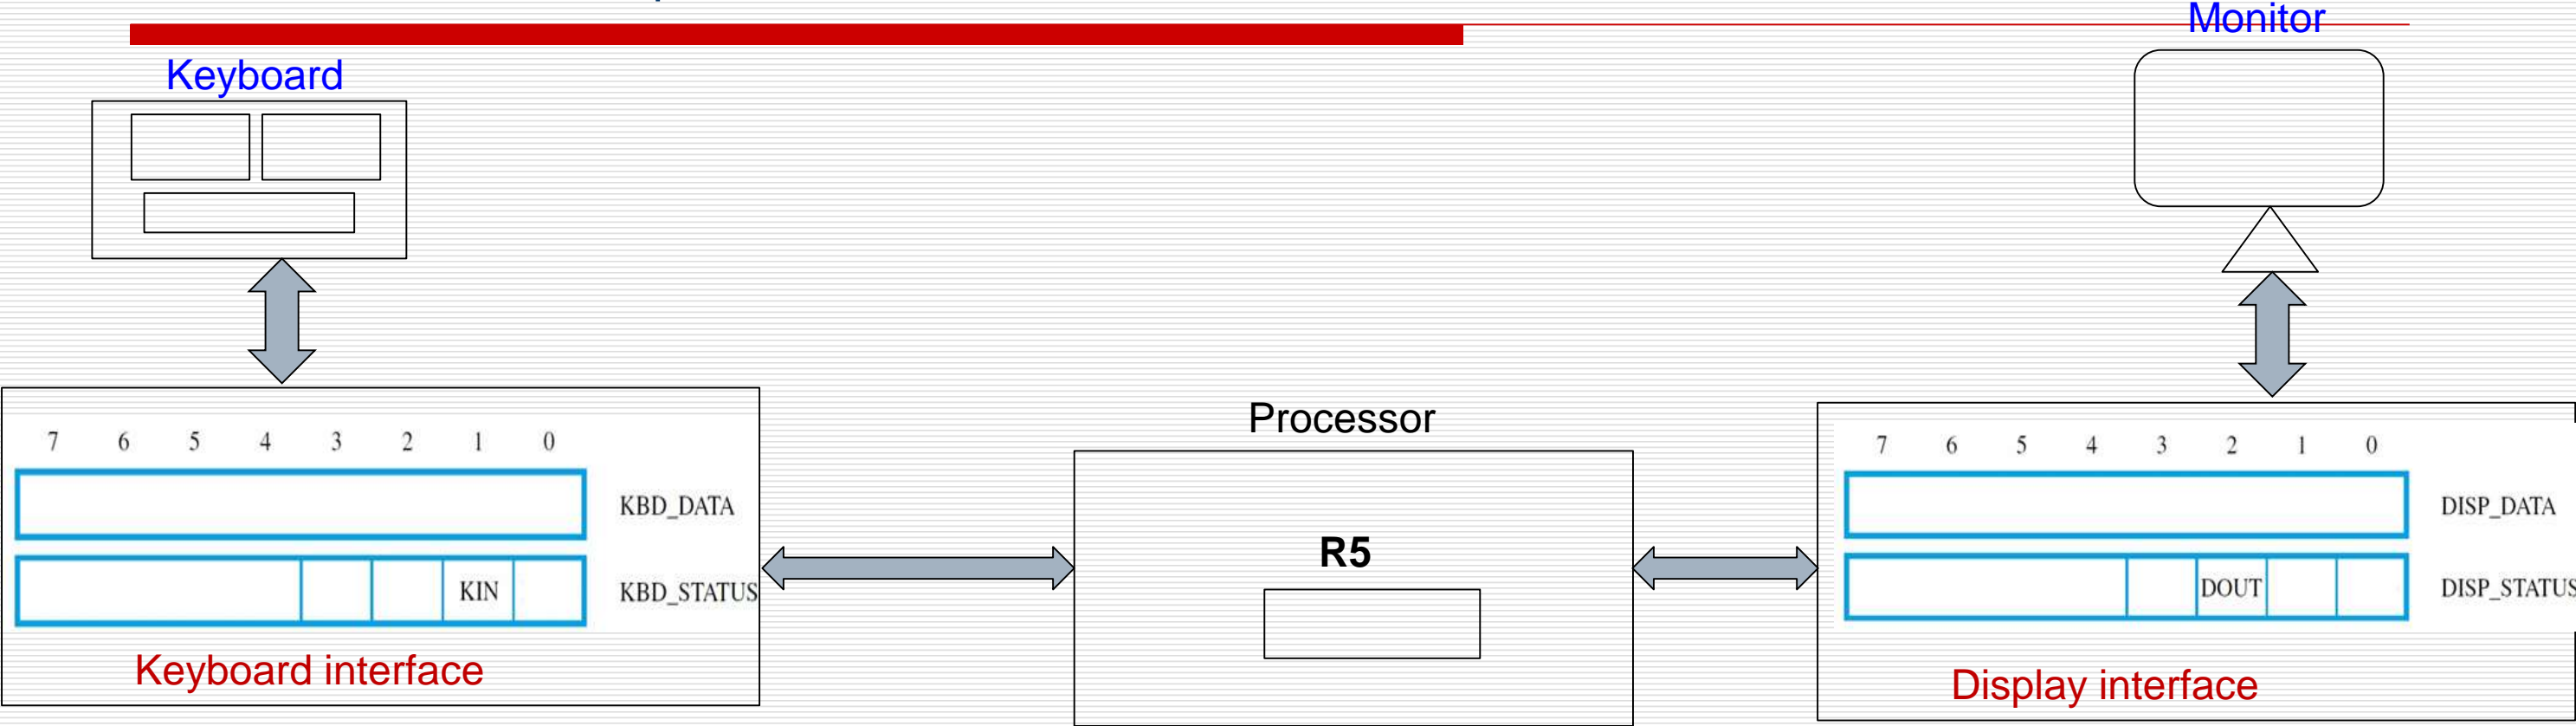 Monitor
Keyboard
Processor
7 6 5 4 3 2 1 0
KBD_DATA
KIN
KBD_STATUS
Keyboard interface
R5
7 6 5 4 3 2 1 0
DISP_DATA
DOUT
DISP_STATUS
Display interface